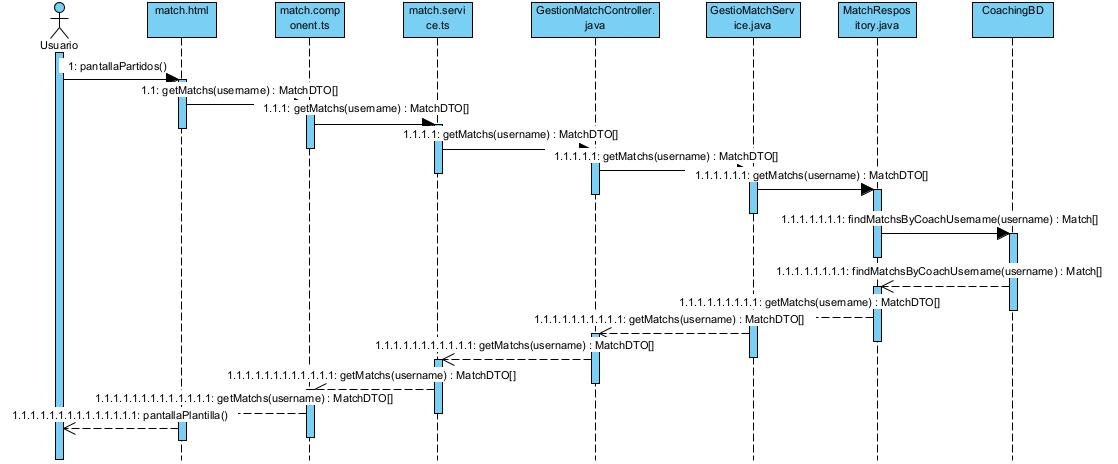 match.html
match.comp
onent.ts
match.servi
ce.ts
GestionMatchController.
java
GestioMatchServ
ice.java
MatchRespos
itory.java
CoachingBD
Usuario
1: pantallaPartidos()
1.1: getMatchs(username) : MatchDTO[]
1.1.1: getMatchs(username) : MatchDTO[]
1.1.1.1: getMatchs(username) : MatchDTO[]
1.1.1.1.1: getMatchs(username) : MatchDTO[]
1.1.1.1.1.1: getMatchs(username) : MatchDTO[]
1.1.1.1.1.1.1: findMatchsByCoachUsername(username) : Match[]
1.1.1.1.1.1.1.1: findMatchsByCoachUsername(username) : Match[]
1.1.1.1.1.1.1.1.1: getMatchs(username) : MatchDTO[]
1.1.1.1.1.1.1.1.1.1: getMatchs(username) : MatchDTO[]
1.1.1.1.1.1.1.1.1.1.1: getMatchs(username) : MatchDTO[]
1.1.1.1.1.1.1.1.1.1.1.1: getMatchs(username) : MatchDTO[]
1.1.1.1.1.1.1.1.1.1.1.1.1: getMatchs(username) : MatchDTO[]
1.1.1.1.1.1.1.1.1.1.1.1.1.1: pantallaPlantilla()